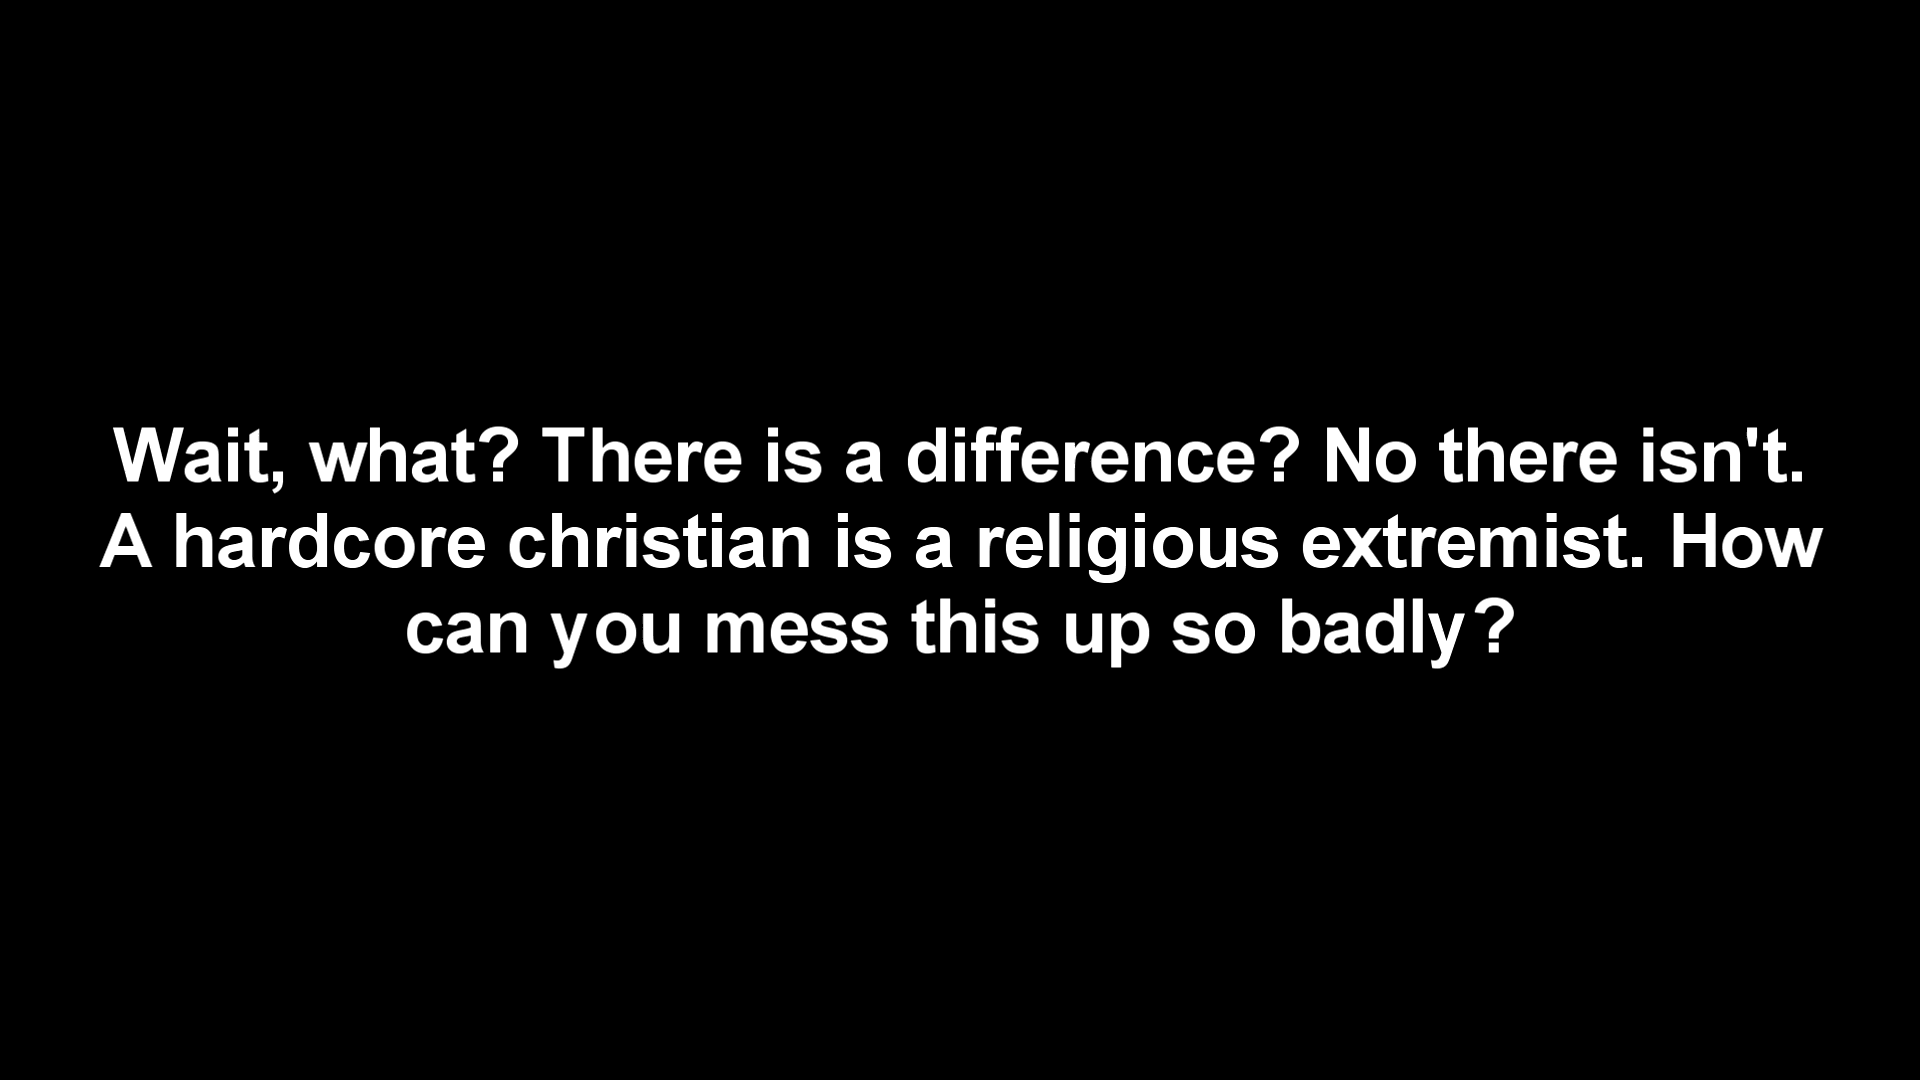 Wait, what? There is a difference? No there isn't.
A hardcore christian is a religious extremist. How
can you mess this up so badly?